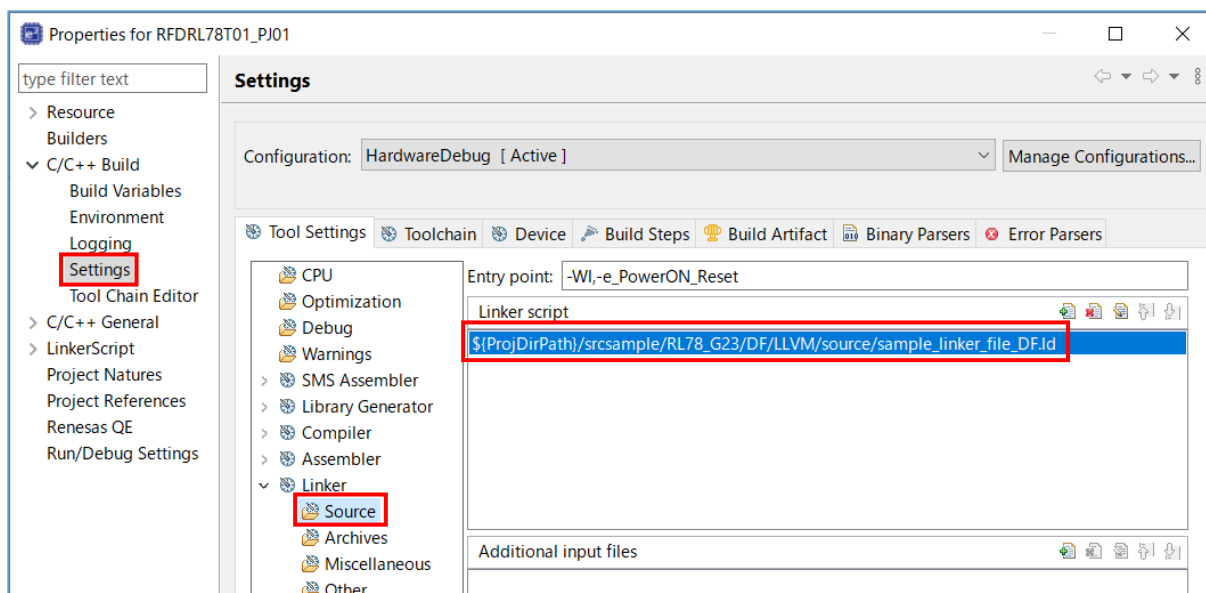 Properties for RFDRL78T01_PJ01
type filter text
Resource
Builders
C/C++ Build
Build Variables
Environment
Logging
Settings
Tool Chain Editor
C/C++ General
LinkerScript
Project Natures
Project References
Renesas QE
Run/Debug Settings
Settings
Configuration: HardwareDebug [ Active ] Manage Configurations...
Tool Settings Toolchain Device Build Steps Build Artifact Binary Parsers Error Parsers
CPU
Optimization
Debug
Warnings
SMS Assembler
Library Generator
Compiler
Assembler
Linker
Source
Archives
Miscellaneous
Other
Entry point: -Wl,-e_PowerON_Reset
Linker script
${ProjDirPath}/srcsample/RL78_G23/DF/LLVM/source/sample_linker_file_DF.ld
Additional input files